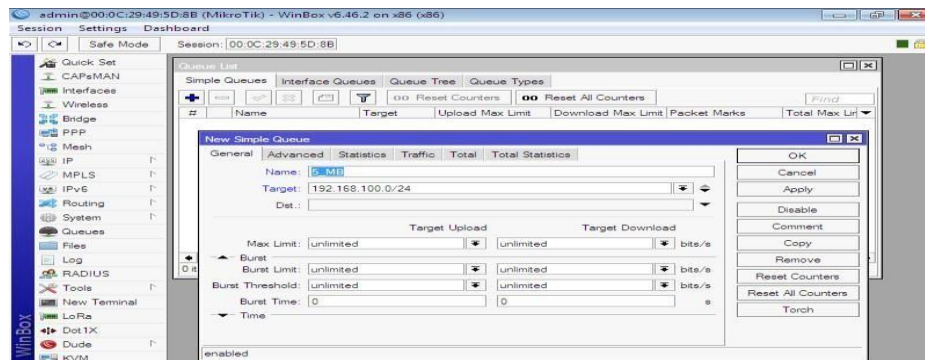 admin@00:0C:29:49:5D:8B (MikroTik) - WinBox v6.46.2 on x86 (x86)
Session Settings Dashboard
Safe Mode Session: 00:0C:29:49:5D:8B
Quick Set
CAPsMAN
Interfaces
Wireless
Bridge
PPP
Mesh
IP
MPLS
IPv6
Routing
System
Queues
Files
Log
RADIUS
Tools
New Terminal
LoRa
Dot1X
Dude
KVM
WinBox
Queue List
Simple Queues Interface Queues Queue Tree Queue Types
00 Reset Counters 00 Reset All Counters Find
# Name Target Upload Max Limit Download Max Limit Packet Marks Total Max Lir
0 it
New Simple Queue
General Advanced Statistics Traffic Total Total Statistics
Name: 5_MB
Target: 192.168.100.0/24
Dst.:
Target Upload Target Download
Max Limit: unlimited unlimited bits/s
Burst
Burst Limit: unlimited unlimited bits/s
Burst Threshold: unlimited unlimited bits/s
Burst Time: 0 0 s
Time
enabled
OK
Cancel
Apply
Disable
Comment
Copy
Remove
Reset Counters
Reset All Counters
Torch